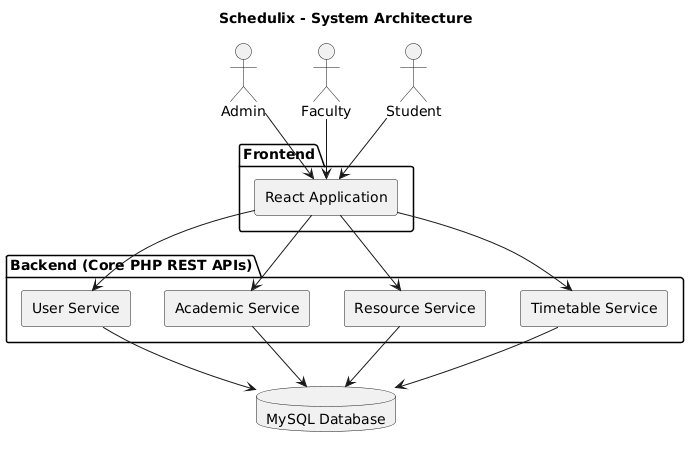 Schedulix - System Architecture
Admin
Faculty
Student
Frontend
React Application
Backend (Core PHP REST APIs)
User Service
Academic Service
Resource Service
Timetable Service
MySQL Database